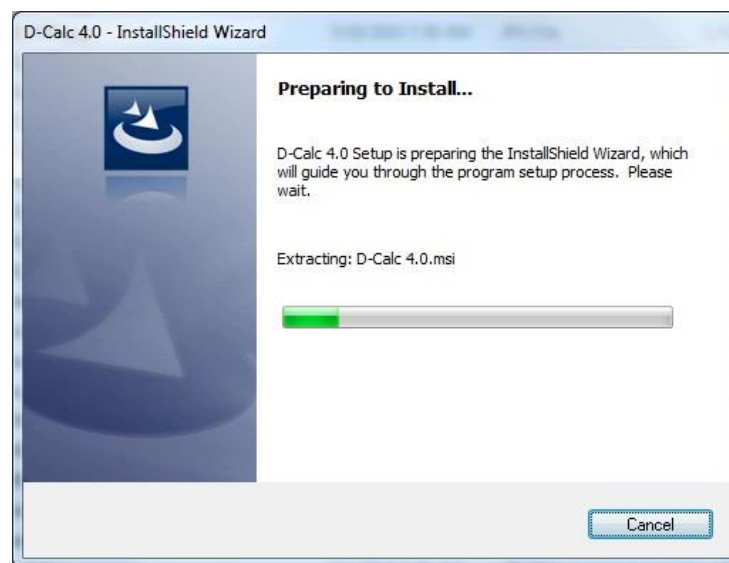 D-Calc 4.0 - InstallShield Wizard
Preparing to Install...
D-Calc 4.0 Setup is preparing the InstallShield Wizard, which
will guide you through the program setup process. Please
wait.
Extracting: D-Calc 4.0.msi
Cancel